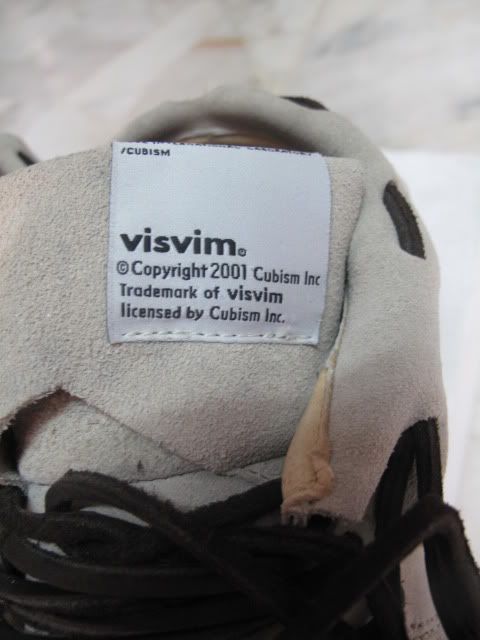 /CUBISM
visvim®
©Copyright 2001 Cubism Inc
Trademark of visvim
licensed by Cubism Inc.